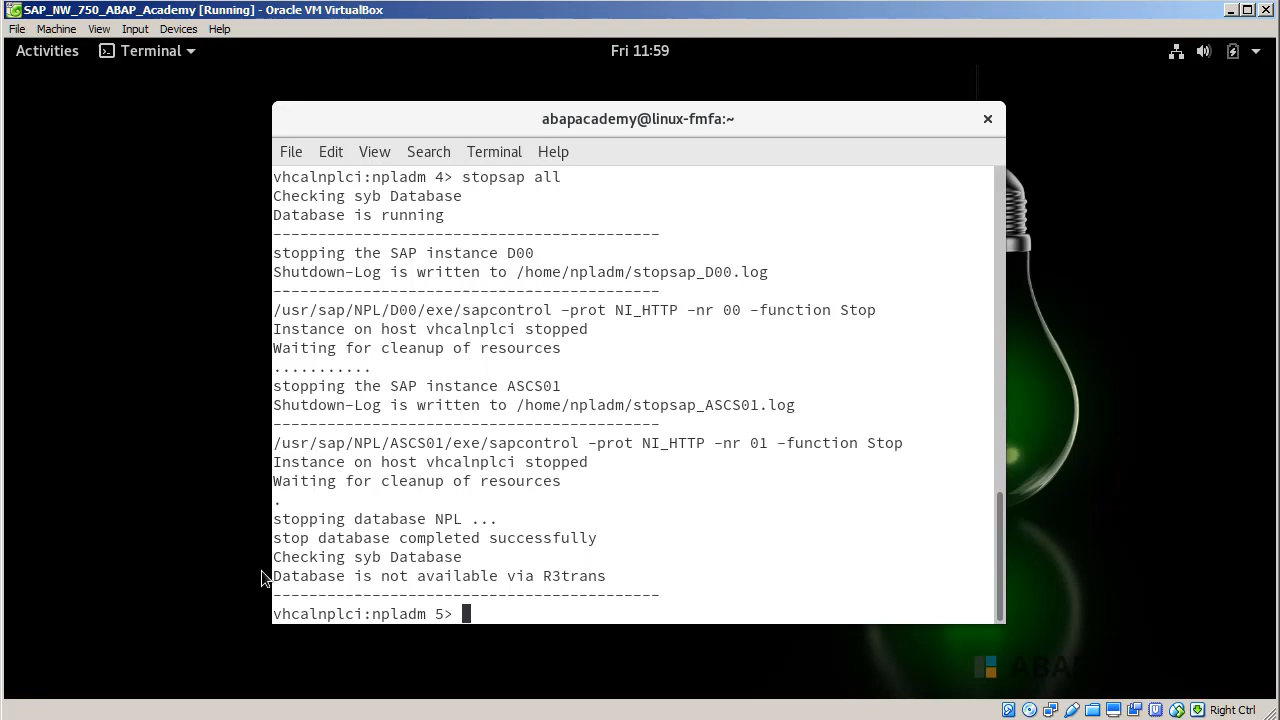 SAP_NW_750_ABAP_Academy [Running] - Oracle VM VirtualBox
File Machine View Input Devices Help
Activities Terminal Fri 11:59
abapacademy@linux-fmfa:~
File Edit View Search Terminal Help
vhcalnplci:npladm 4> stopsap all
Checking syb Database
Database is running
-------------------------------------------
stopping the SAP instance D00
Shutdown-Log is written to /home/npladm/stopsap_D00.log
-------------------------------------------
/usr/sap/NPL/D00/exe/sapcontrol -prot NI_HTTP -nr 00 -function Stop
Instance on host vhcalnplci stopped
Waiting for cleanup of resources
...........
stopping the SAP instance ASCS01
Shutdown-Log is written to /home/npladm/stopsap_ASCS01.log
-------------------------------------------
/usr/sap/NPL/ASCS01/exe/sapcontrol -prot NI_HTTP -nr 01 -function Stop
Instance on host vhcalnplci stopped
Waiting for cleanup of resources
.
stopping database NPL ...
stop database completed successfully
Checking syb Database
Database is not available via R3trans
-------------------------------------------
vhcalnplci:npladm 5>
Right Ctrl